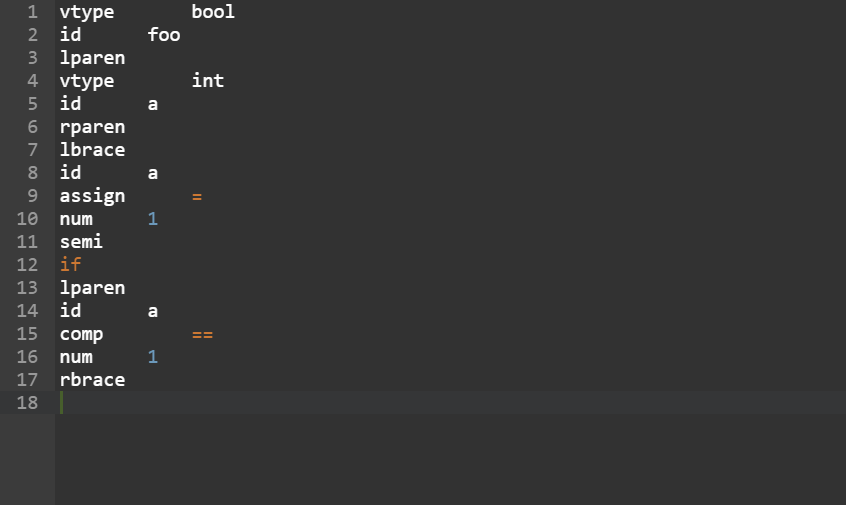 1 vtype bool
2 id foo
3 lparen
4 vtype int
5 id a
6 rparen
7 lbrace
8 id a
9 assign =
10 num 1
11 semi
12 if
13 lparen
14 id a
15 comp ==
16 num 1
17 rbrace
18